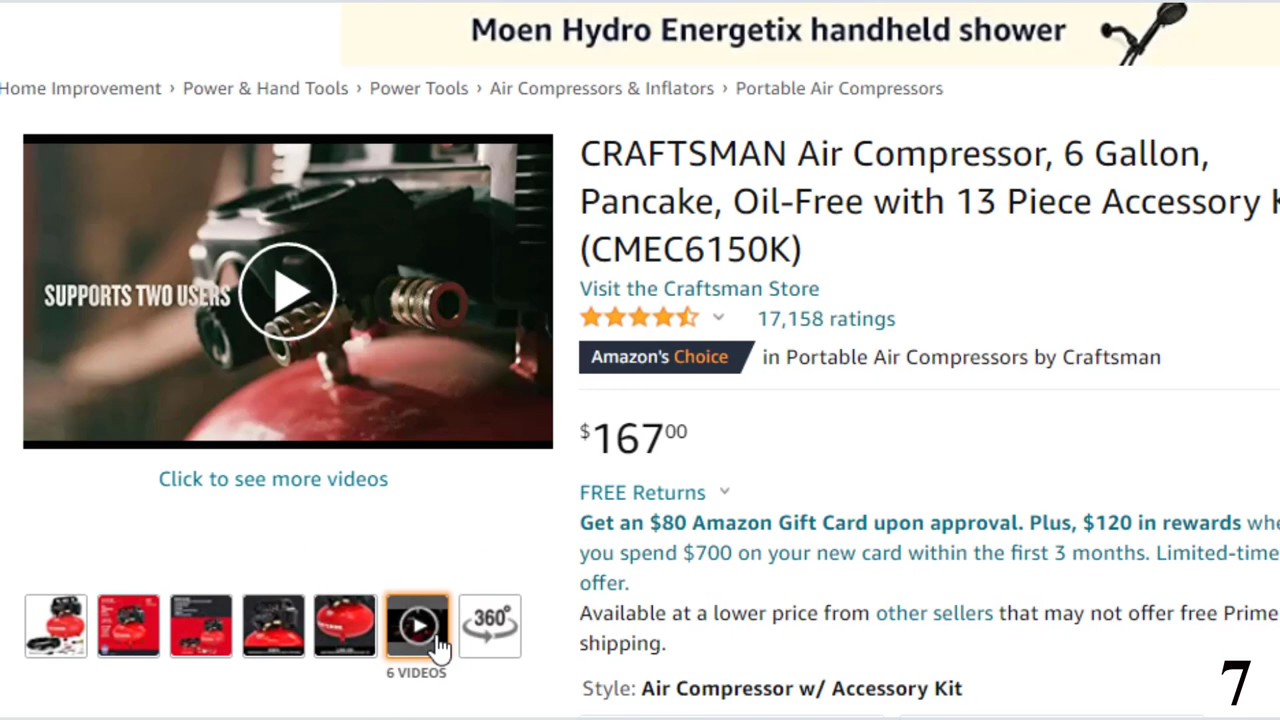 Moen Hydro Energetix handheld shower
Home Improvement › Power & Hand Tools › Power Tools › Air Compressors & Inflators › Portable Air Compressors
CRAFTSMAN Air Compressor, 6 Gallon,
Pancake, Oil-Free with 13 Piece Accessory
(CMEC6150K)
Visit the Craftsman Store
17,158 ratings
Amazon's Choice in Portable Air Compressors by Craftsman
SUPPORTS TWO USERS
$16700
Click to see more videos
FREE Returns
Get an $80 Amazon Gift Card upon approval. Plus, $120 in rewards
you spend $700 on your new card within the first 3 months. Limited-time
offer.
Available at a lower price from other sellers that may not offer free Prime
shipping.
360°
6 VIDEOS
Style: Air Compressor w/ Accessory Kit
7